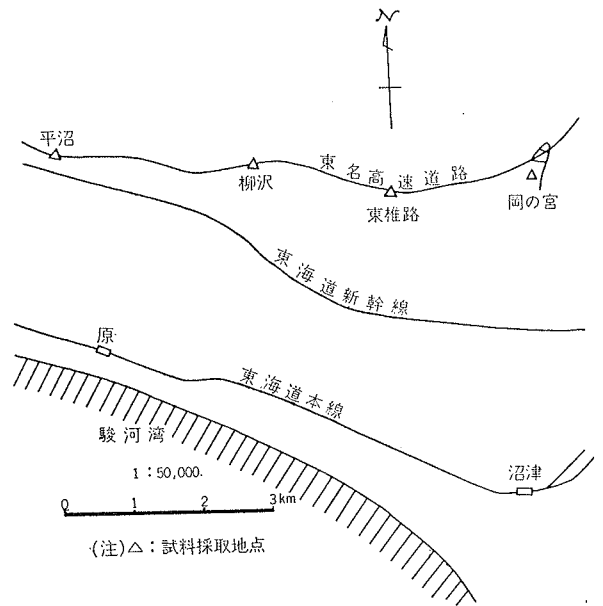 N
平沼
柳沢
東名高速道路
東椎路
岡の宮
東海道新幹線
原
東海道本線
駿河湾
沼津
1:50,000.
0 1 2 3km
(注)△:試料採取地点